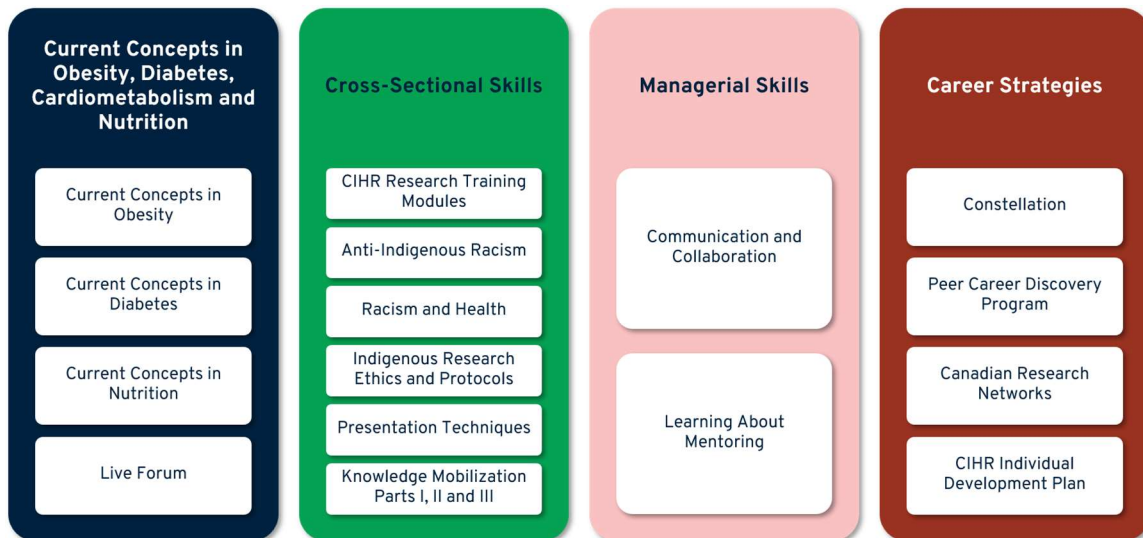 Current Concepts in
Obesity, Diabetes,
Cardiometabolism and
Nutrition
Current Concepts in
Obesity
Current Concepts in
Diabetes
Current Concepts in
Nutrition
Live Forum
Cross-Sectional Skills
CIHR Research Training
Modules
Anti-Indigenous Racism
Racism and Health
Indigenous Research
Ethics and Protocols
Presentation Techniques
Knowledge Mobilization
Parts I, II and III
Managerial Skills
Communication and
Collaboration
Learning About
Mentoring
Career Strategies
Constellation
Peer Career Discovery
Program
Canadian Research
Networks
CIHR Individual
Development Plan